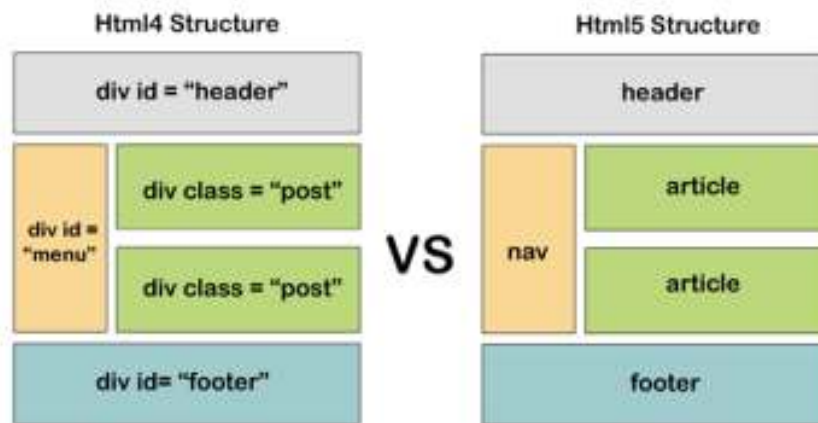 Html4 Structure
div id = “header”
div id =
“menu”
div class = “post”
div class = “post”
div id= “footer”
VS
Html5 Structure
header
nav
article
article
footer